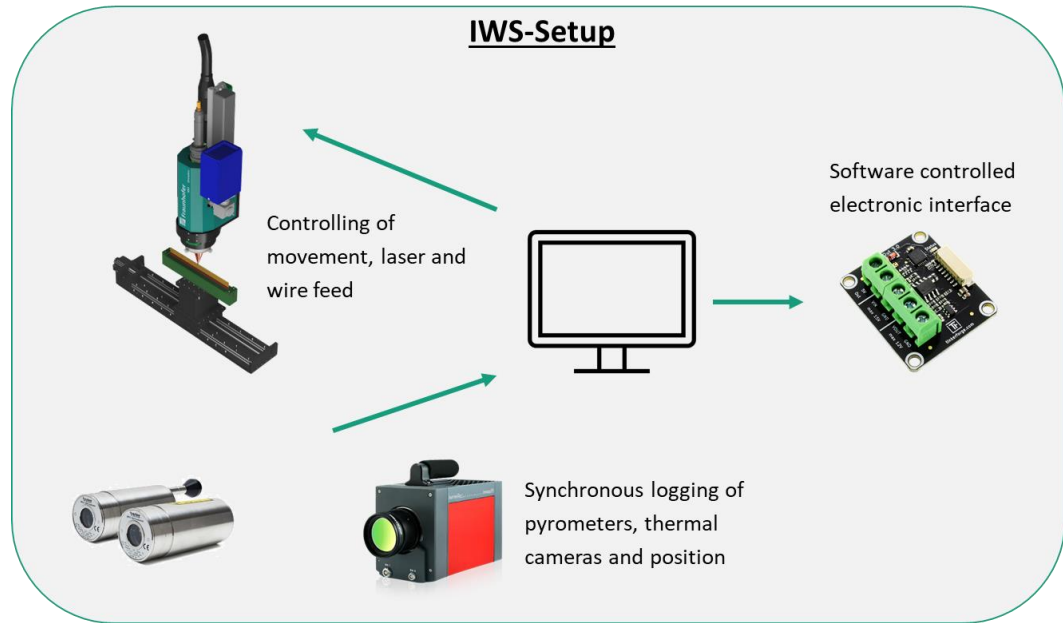 IWS-Setup
Fraunhofer
Controlling of
movement, laser and
wire feed
Software controlled
electronic interface
Synchronous logging of
pyrometers, thermal
cameras and position